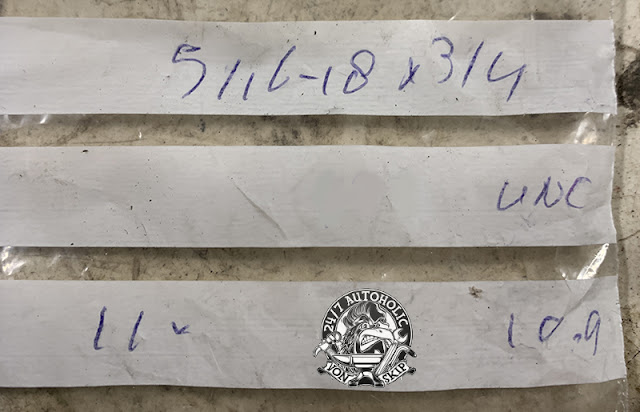 5/16-18 x 3/4
UNC
11 x 10.9
24/7 AUTOHOLIC
VON SKIP